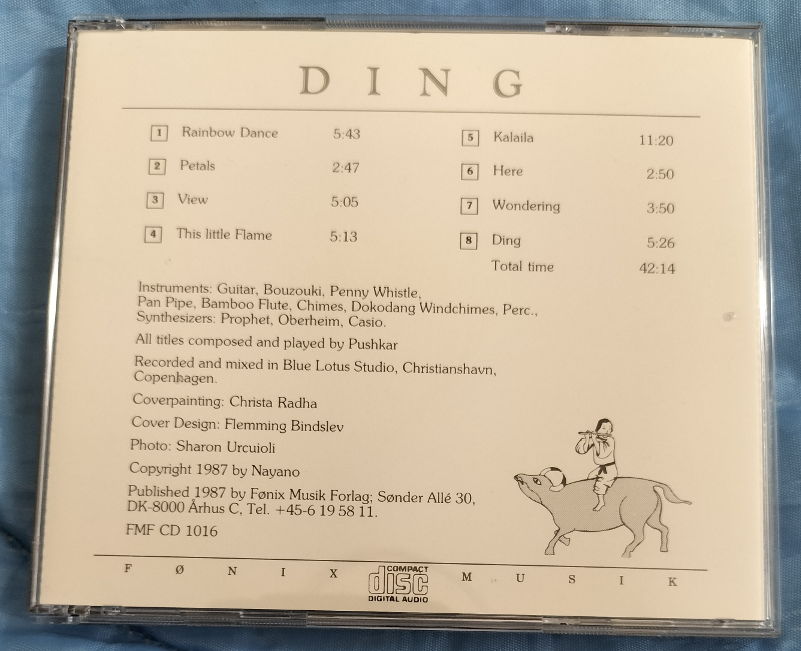 DING
1 Rainbow Dance 5:43
2 Petals 2:47
3 View 5:05
4 This little Flame 5:13
5 Kalaila 11:20
6 Here 2:50
7 Wondering 3:50
8 Ding 5:26
Total time 42:14
Instruments: Guitar, Bouzouki, Penny Whistle,
Pan Pipe, Bamboo Flute, Chimes, Dokodang Windchimes, Perc.,
Synthesizers: Prophet, Oberheim, Casio.
All titles composed and played by Pushkar
Recorded and mixed in Blue Lotus Studio, Christianshavn,
Copenhagen.
Coverpainting: Christa Radha
Cover Design: Flemming Bindslev
Photo: Sharon Urcuioli
Copyright 1987 by Nayano
Published 1987 by Fønix Musik Forlag; Sønder Allé 30,
DK-8000 Århus C, Tel. +45-6 19 58 11.
FMF CD 1016
FØNIX MUSIK
COMPACT
disc
DIGITAL AUDIO